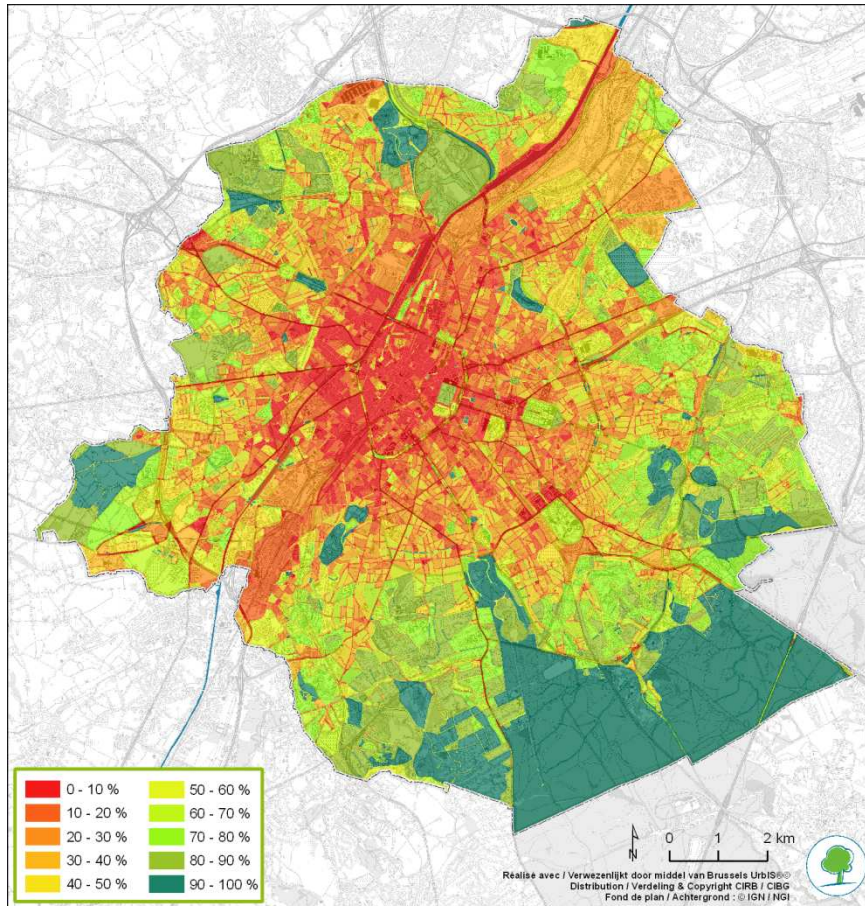 0 - 10 %
10 - 20 %
20 - 30 %
30 - 40 %
40 - 50 %
50 - 60 %
60 - 70 %
70 - 80 %
80 - 90 %
90 - 100 %
N
0 1 2 km
Réalisé avec / Verwezenlijkt door middel van Brussels UrbIS®©
Distribution / Verdeling & Copyright CIRB / CIBG
Fond de plan / Achtergrond : © IGN / NGI